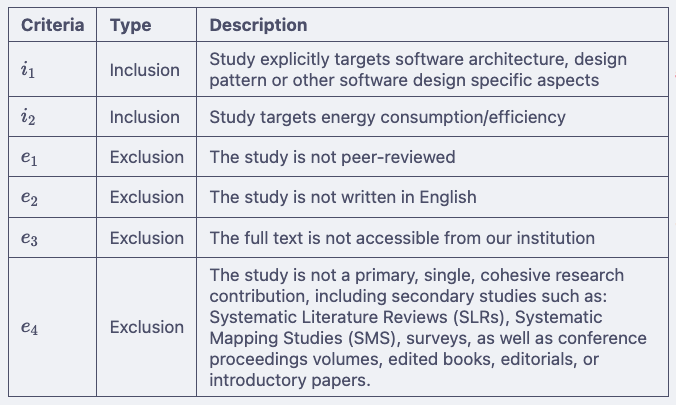 Criteria Type Description
i₁ Inclusion Study explicitly targets software architecture, design
pattern or other software design specific aspects
i₂ Inclusion Study targets energy consumption/efficiency
e₁ Exclusion The study is not peer-reviewed
e₂ Exclusion The study is not written in English
e₃ Exclusion The full text is not accessible from our institution
e₄ Exclusion The study is not a primary, single, cohesive research
contribution, including secondary studies such as:
Systematic Literature Reviews (SLRs), Systematic
Mapping Studies (SMS), surveys, as well as conference
proceedings volumes, edited books, editorials, or
introductory papers.